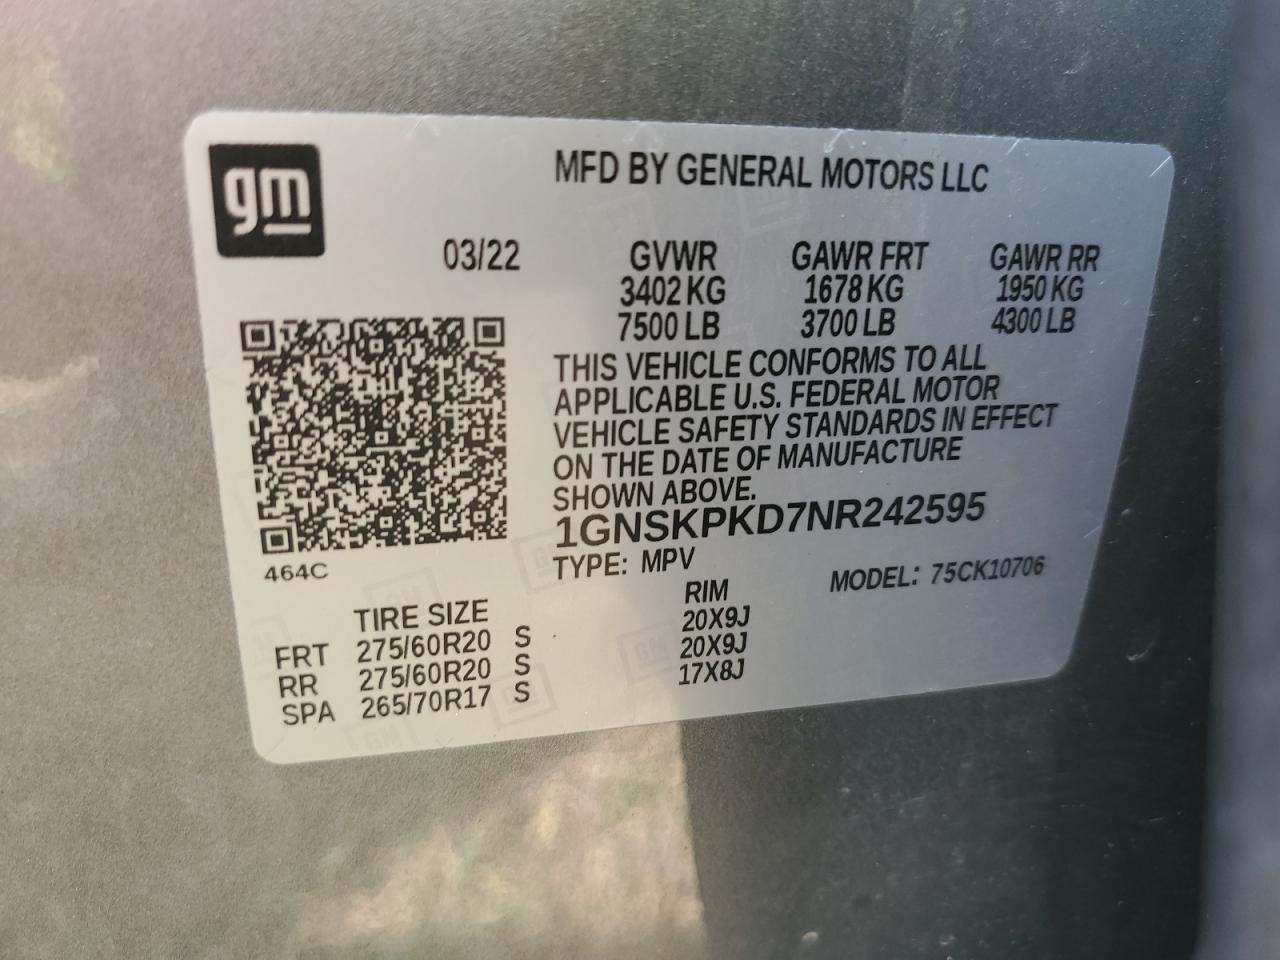 gm
MFD BY GENERAL MOTORS LLC
03/22 GVWR GAWR FRT GAWR RR
3402 KG 1678 KG 1950 KG
7500 LB 3700 LB 4300 LB
THIS VEHICLE CONFORMS TO ALL
APPLICABLE U.S. FEDERAL MOTOR
VEHICLE SAFETY STANDARDS IN EFFECT
ON THE DATE OF MANUFACTURE
SHOWN ABOVE.
1GNSKPKD7NR242595
TYPE: MPV MODEL: 75CK10706
464C
TIRE SIZE RIM
FRT 275/60R20 S 20X9J
RR 275/60R20 S 20X9J
SPA 265/70R17 S 17X8J